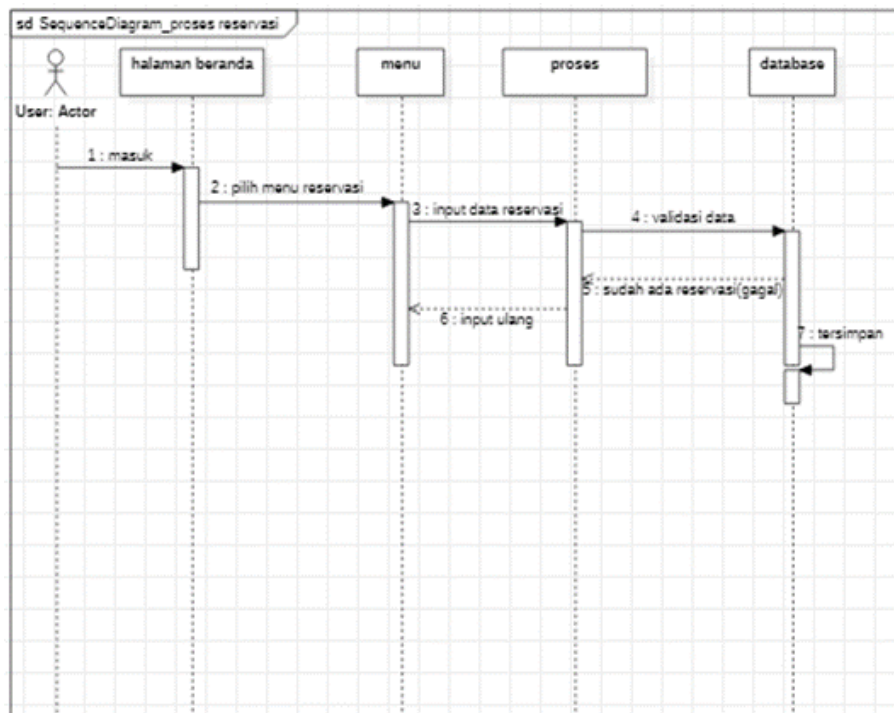 sd SequenceDiagram_proses reservasi
halaman beranda
menu
proses
database
User: Actor
1 : masuk
2 : pilih menu reservasi
3 : input data reservasi
4 : validasi data
5 : sudah ada reservasi(gagal)
6 : input ulang
7 : tersimpan